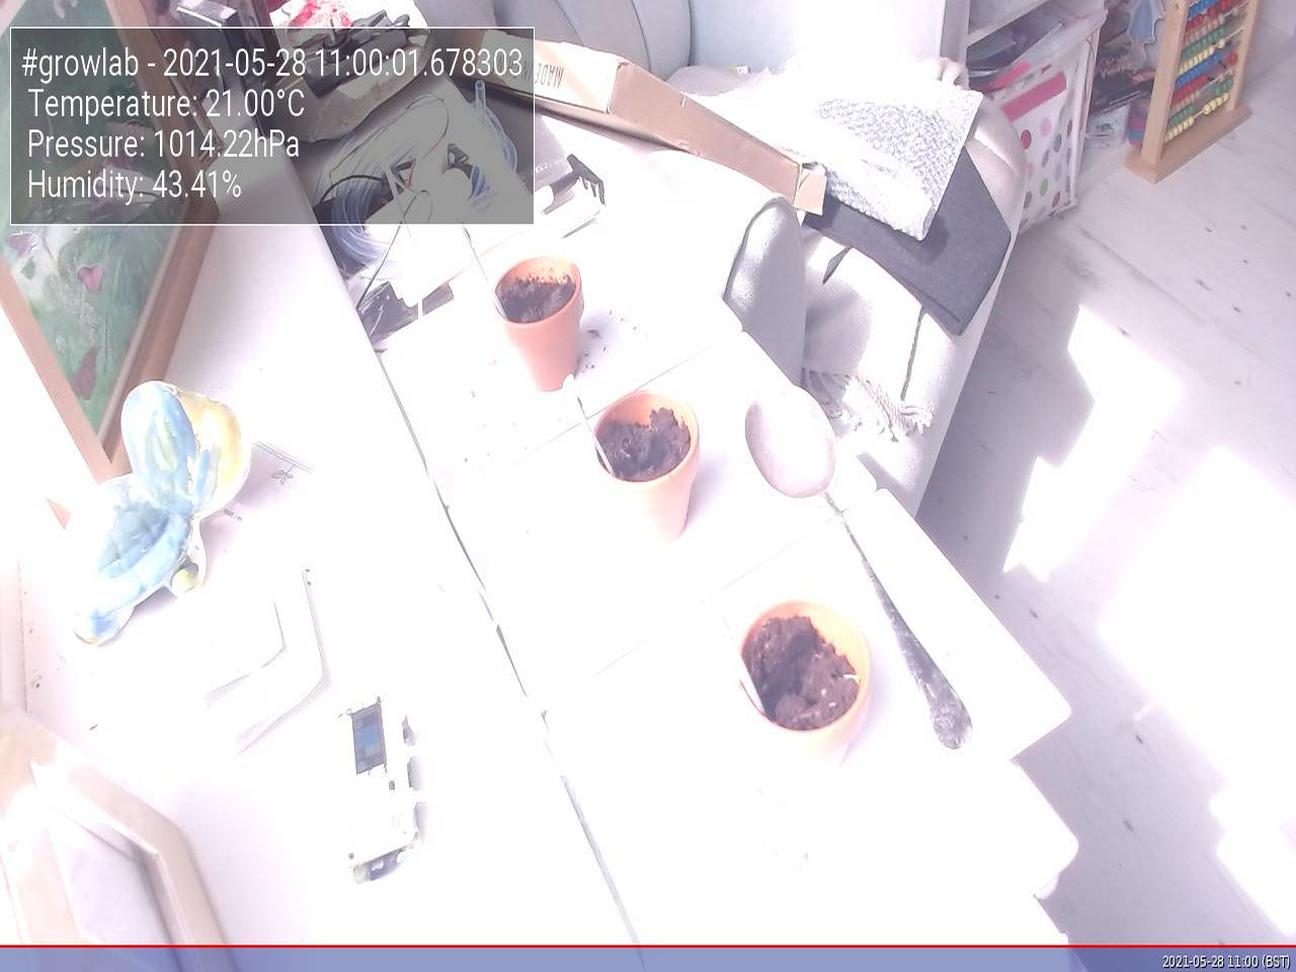 #growlab - 2021-05-28 11:00:01.678303
Temperature: 21.00°C
Pressure: 1014.22hPa
Humidity: 43.41%
MADE
2021-05-28 11:00 (BST)